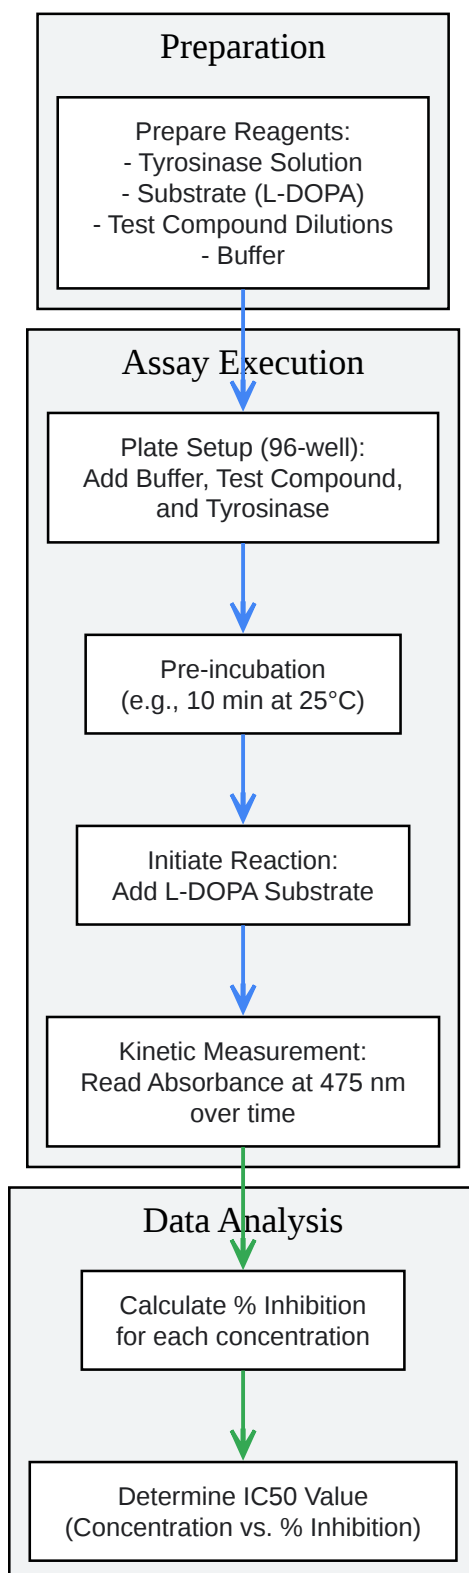 Preparation
Prepare Reagents:
- Tyrosinase Solution
- Substrate (L-DOPA)
- Test Compound Dilutions
- Buffer
Assay Execution
Plate Setup (96-well):
Add Buffer, Test Compound,
and Tyrosinase
Pre-incubation
(e.g., 10 min at 25°C)
Initiate Reaction:
Add L-DOPA Substrate
Kinetic Measurement:
Read Absorbance at 475 nm
over time
Data Analysis
Calculate % Inhibition
for each concentration
Determine IC50 Value
(Concentration vs. % Inhibition)